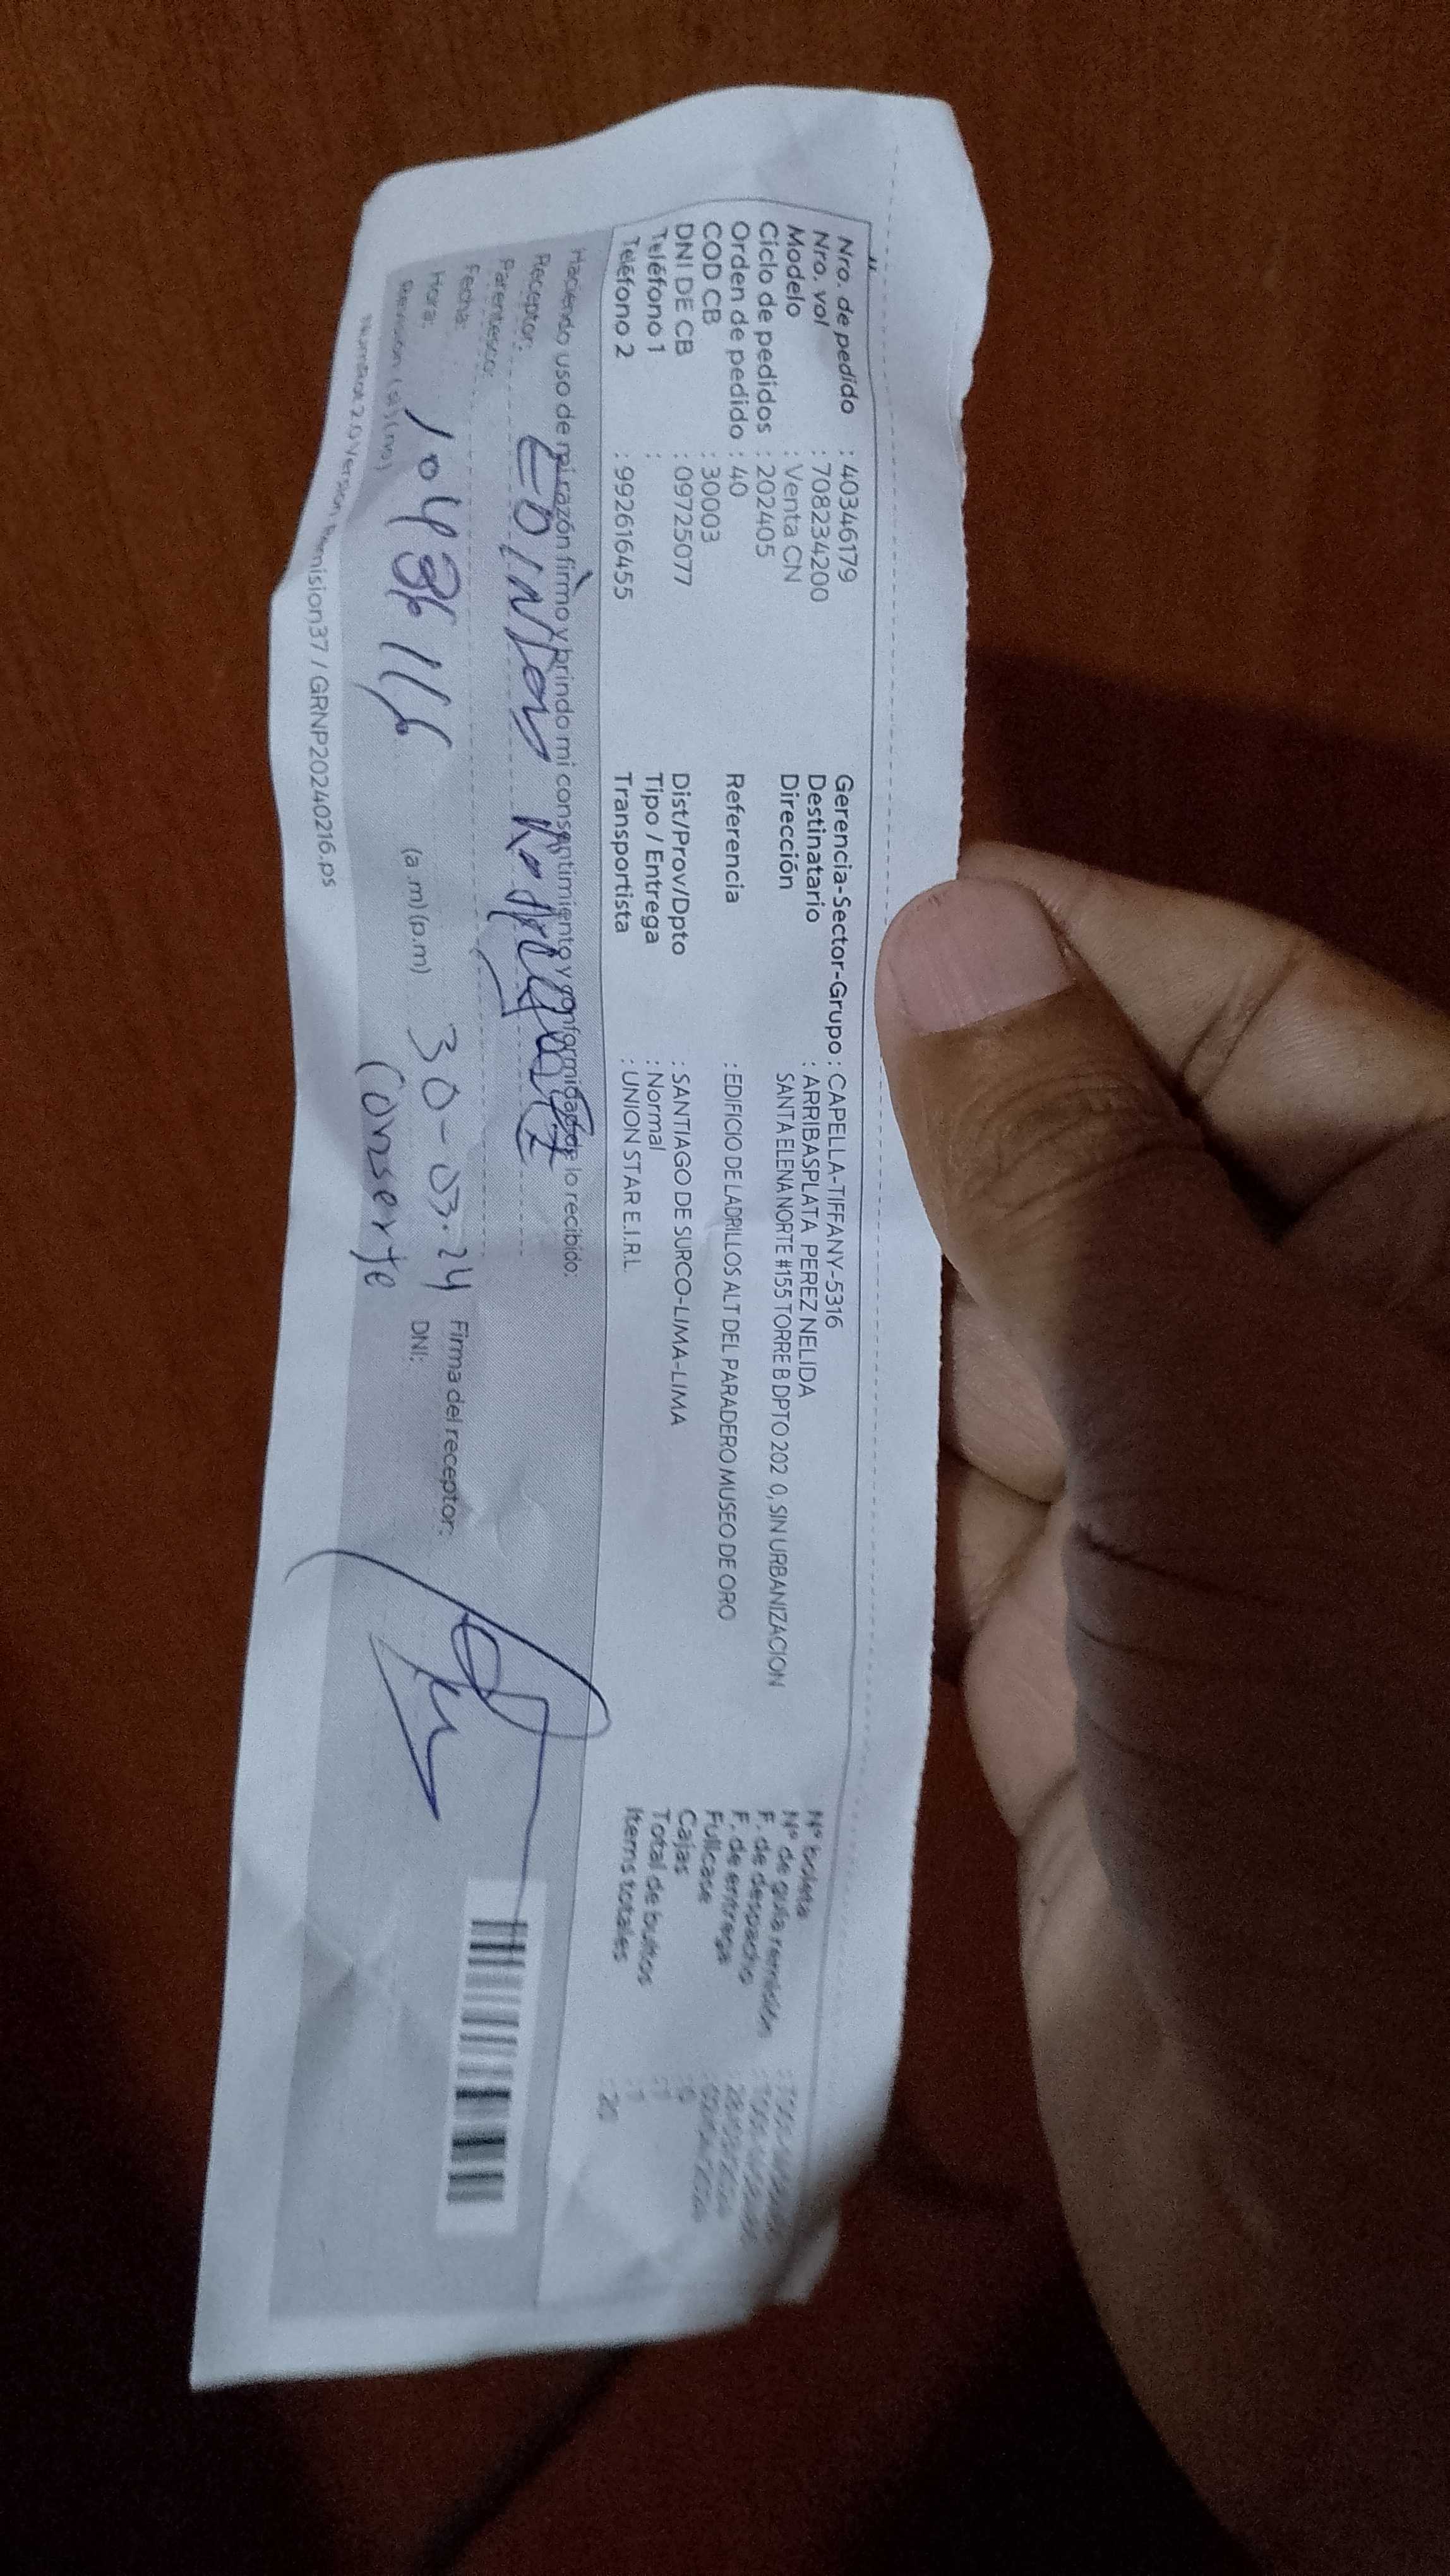 Nro. de pedido : 40346179
Nro. vol : 708234200
Modelo : Venta CN
Ciclo de pedidos : 202405
Orden de pedido : 40
COD CB : 30003
DNI DE CB : 09725077
Teléfono 1 :
Teléfono 2 : 992616455
Gerencia-Sector-Grupo : CAPELLA-TIFFANY-5316
Destinatario : ARRIBASPLATA PEREZ NELIDA
Dirección SANTA ELENA NORTE #155 TORRE B DPTO 202 0, SIN URBANIZACION
Referencia : EDIFICIO DE LADRILLOS ALT DEL PARADERO MUSEO DE ORO
Dist/Prov/Dpto : SANTIAGO DE SURCO-LIMA-LIMA
Tipo / Entrega : Normal
Transportista : UNION STAR E.I.R.L.
N° boleta
N° de guía remisión
F. de despacho
F. de entrega
Fullcase
Cajas
Total de bultos : 1
Items totales : 20
Haciendo uso de mi razón firmo y brindo mi consentimiento y conformidad de lo recibido:
Receptor:
Parentesco:
Fecha: 30-03-24 Firma del receptor:
Hora: (a.m) (p.m) DNI:
Revisión (si) (no) Conserje